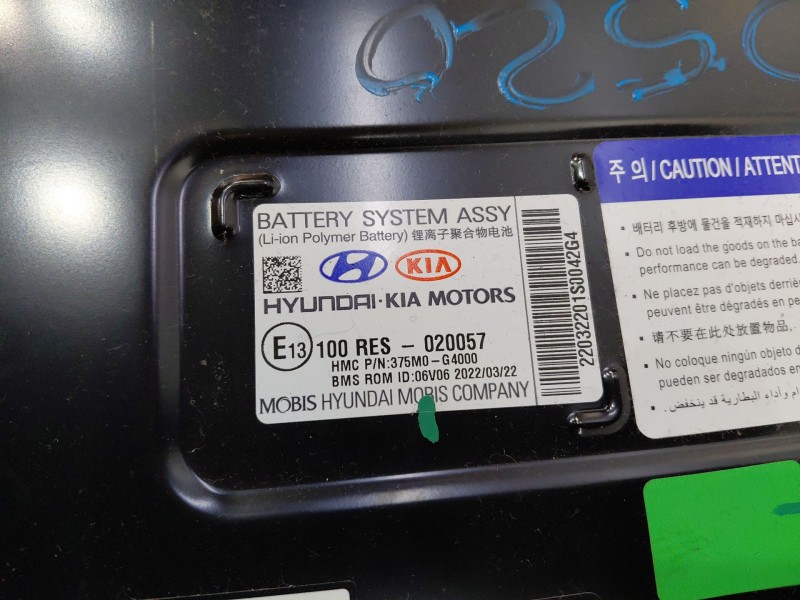 BATTERY SYSTEM ASSY
(Li-ion Polymer Battery) 锂离子聚合物电池
KIA
HYUNDAI · KIA MOTORS
E13 100 RES - 020057
HMC P/N:375M0-G4000
BMS ROM ID:06V06 2022/03/22
MOBIS HYUNDAI MOBIS COMPANY
22032201S0042G4
주 의 / CAUTION / ATTENT
• 배터리 후방에 물건을 적재하지 마십시
• Do not load the goods on the ba
performance can be degraded.
• Ne placez pas d'objets derrière
peuvent être dégradés en pe
• 请不要在此处放置物品.
• No coloque ningún objeto d
pueden ser degradados en
وأداء البطارية قد ينخفض.